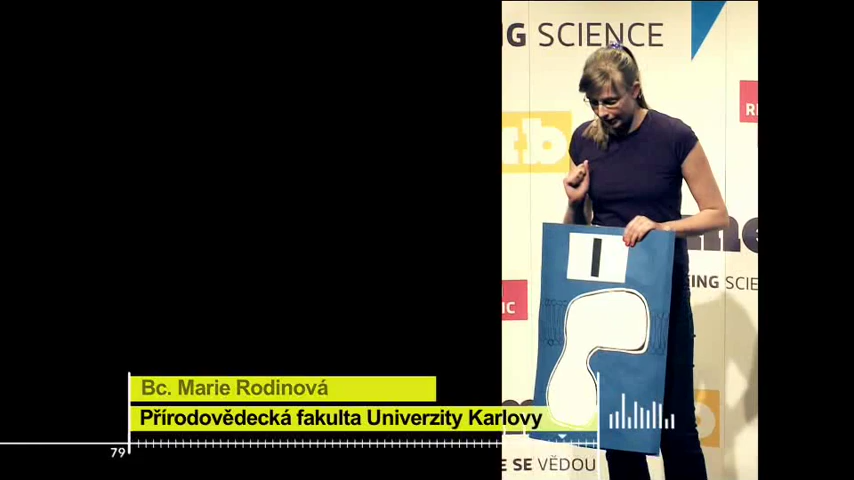 G SCIENCE
ING SCIE
Bc. Marie Rodinová
Přírodovědecká fakulta Univerzity Karlovy
79
E SE VĚDOU